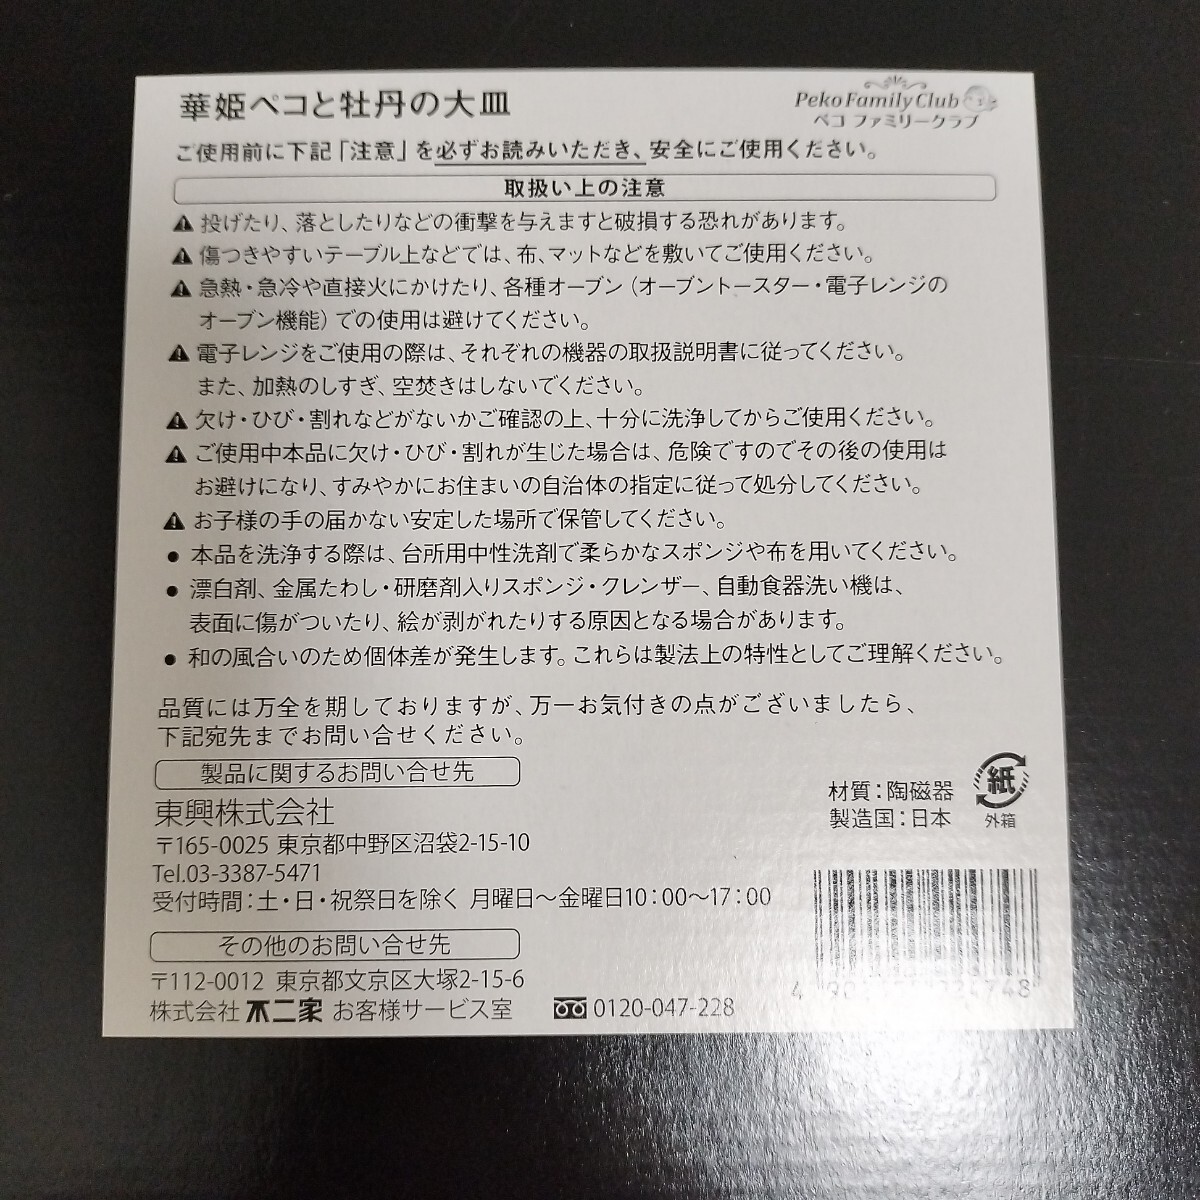 華姫ペコと牡丹の大皿
Peko Family Club
ペコ ファミリークラブ
ご使用前に下記「注意」を必ずお読みいただき、安全にご使用ください。
取扱い上の注意
⚠ 投げたり、落としたりなどの衝撃を与えますと破損する恐れがあります。
⚠ 傷つきやすいテーブル上などでは、布、マットなどを敷いてご使用ください。
⚠ 急熱・急冷や直接火にかけたり、各種オーブン(オーブントースター・電子レンジの
オーブン機能)での使用は避けてください。
⚠ 電子レンジをご使用の際は、それぞれの機器の取扱説明書に従ってください。
また、加熱のしすぎ、空焚きはしないでください。
⚠ 欠け・ひび・割れなどがないかご確認の上、十分に洗浄してからご使用ください。
⚠ ご使用中本品に欠け・ひび・割れが生じた場合は、危険ですのでその後の使用は
お避けになり、すみやかにお住まいの自治体の指定に従って処分してください。
⚠ お子様の手の届かない安定した場所で保管してください。
● 本品を洗浄する際は、台所用中性洗剤で柔らかなスポンジや布を用いてください。
● 漂白剤、金属たわし・研磨剤入りスポンジ・クレンザー、自動食器洗い機は、
表面に傷がついたり、絵が剥がれたりする原因となる場合があります。
● 和の風合いのため個体差が発生します。これらは製法上の特性としてご理解ください。
品質には万全を期しておりますが、万一お気付きの点がございましたら、
下記宛先までお問い合せください。
製品に関するお問い合せ先
東興株式会社
〒165-0025 東京都中野区沼袋2-15-10
Tel.03-3387-5471
受付時間:土・日・祝祭日を除く 月曜日〜金曜日10:00〜17:00
材質:陶磁器
製造国:日本
紙
外箱
その他のお問い合せ先
〒112-0012 東京都文京区大塚2-15-6
株式会社 不二家 お客様サービス室 0120-047-228